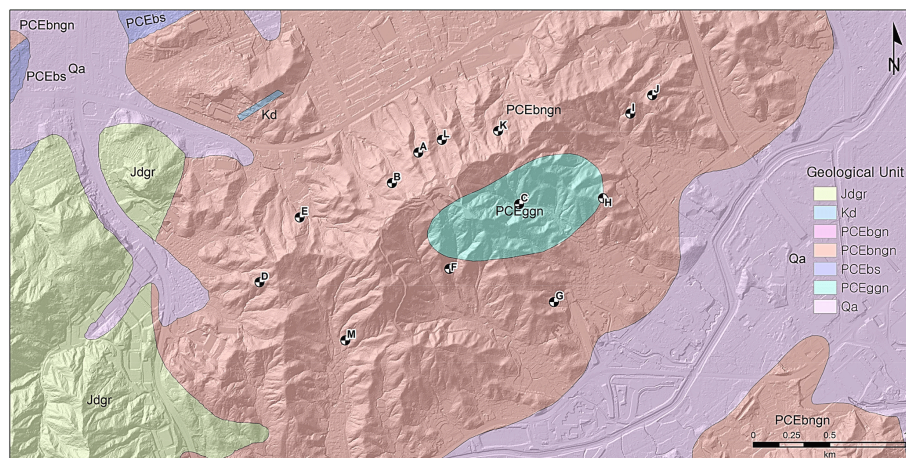 PCEbngn
PCEbs
PCEbs
Qa
N
Kd
PCEbngn
J
I
K
L
A
B
Jdgr
C
PCEggn
H
E
Qa
D
F
G
M
Jdgr
PCEbngn
Geological Unit
Jdgr
Kd
PCEbgn
PCEbngn
PCEbs
PCEggn
Qa
0 0.25 0.5
km